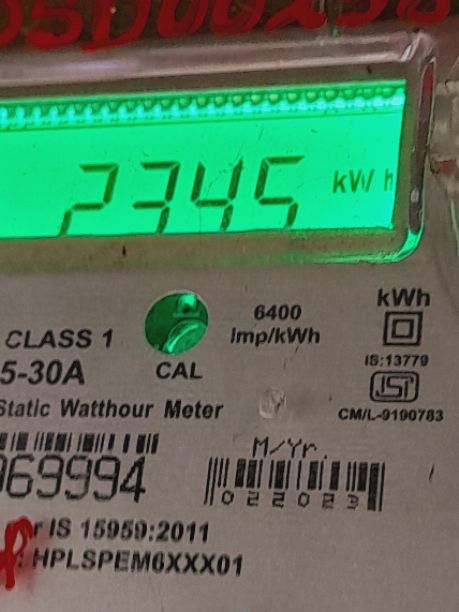 2345 kWh
kWh
6400
CLASS 1
Imp/kWh
5-30A
CAL
IS:13779
Static Watthour Meter
CM/L-9190783
M/Yr.
69994
022023
IS 15959:2011
HPLSPEM6XXX01